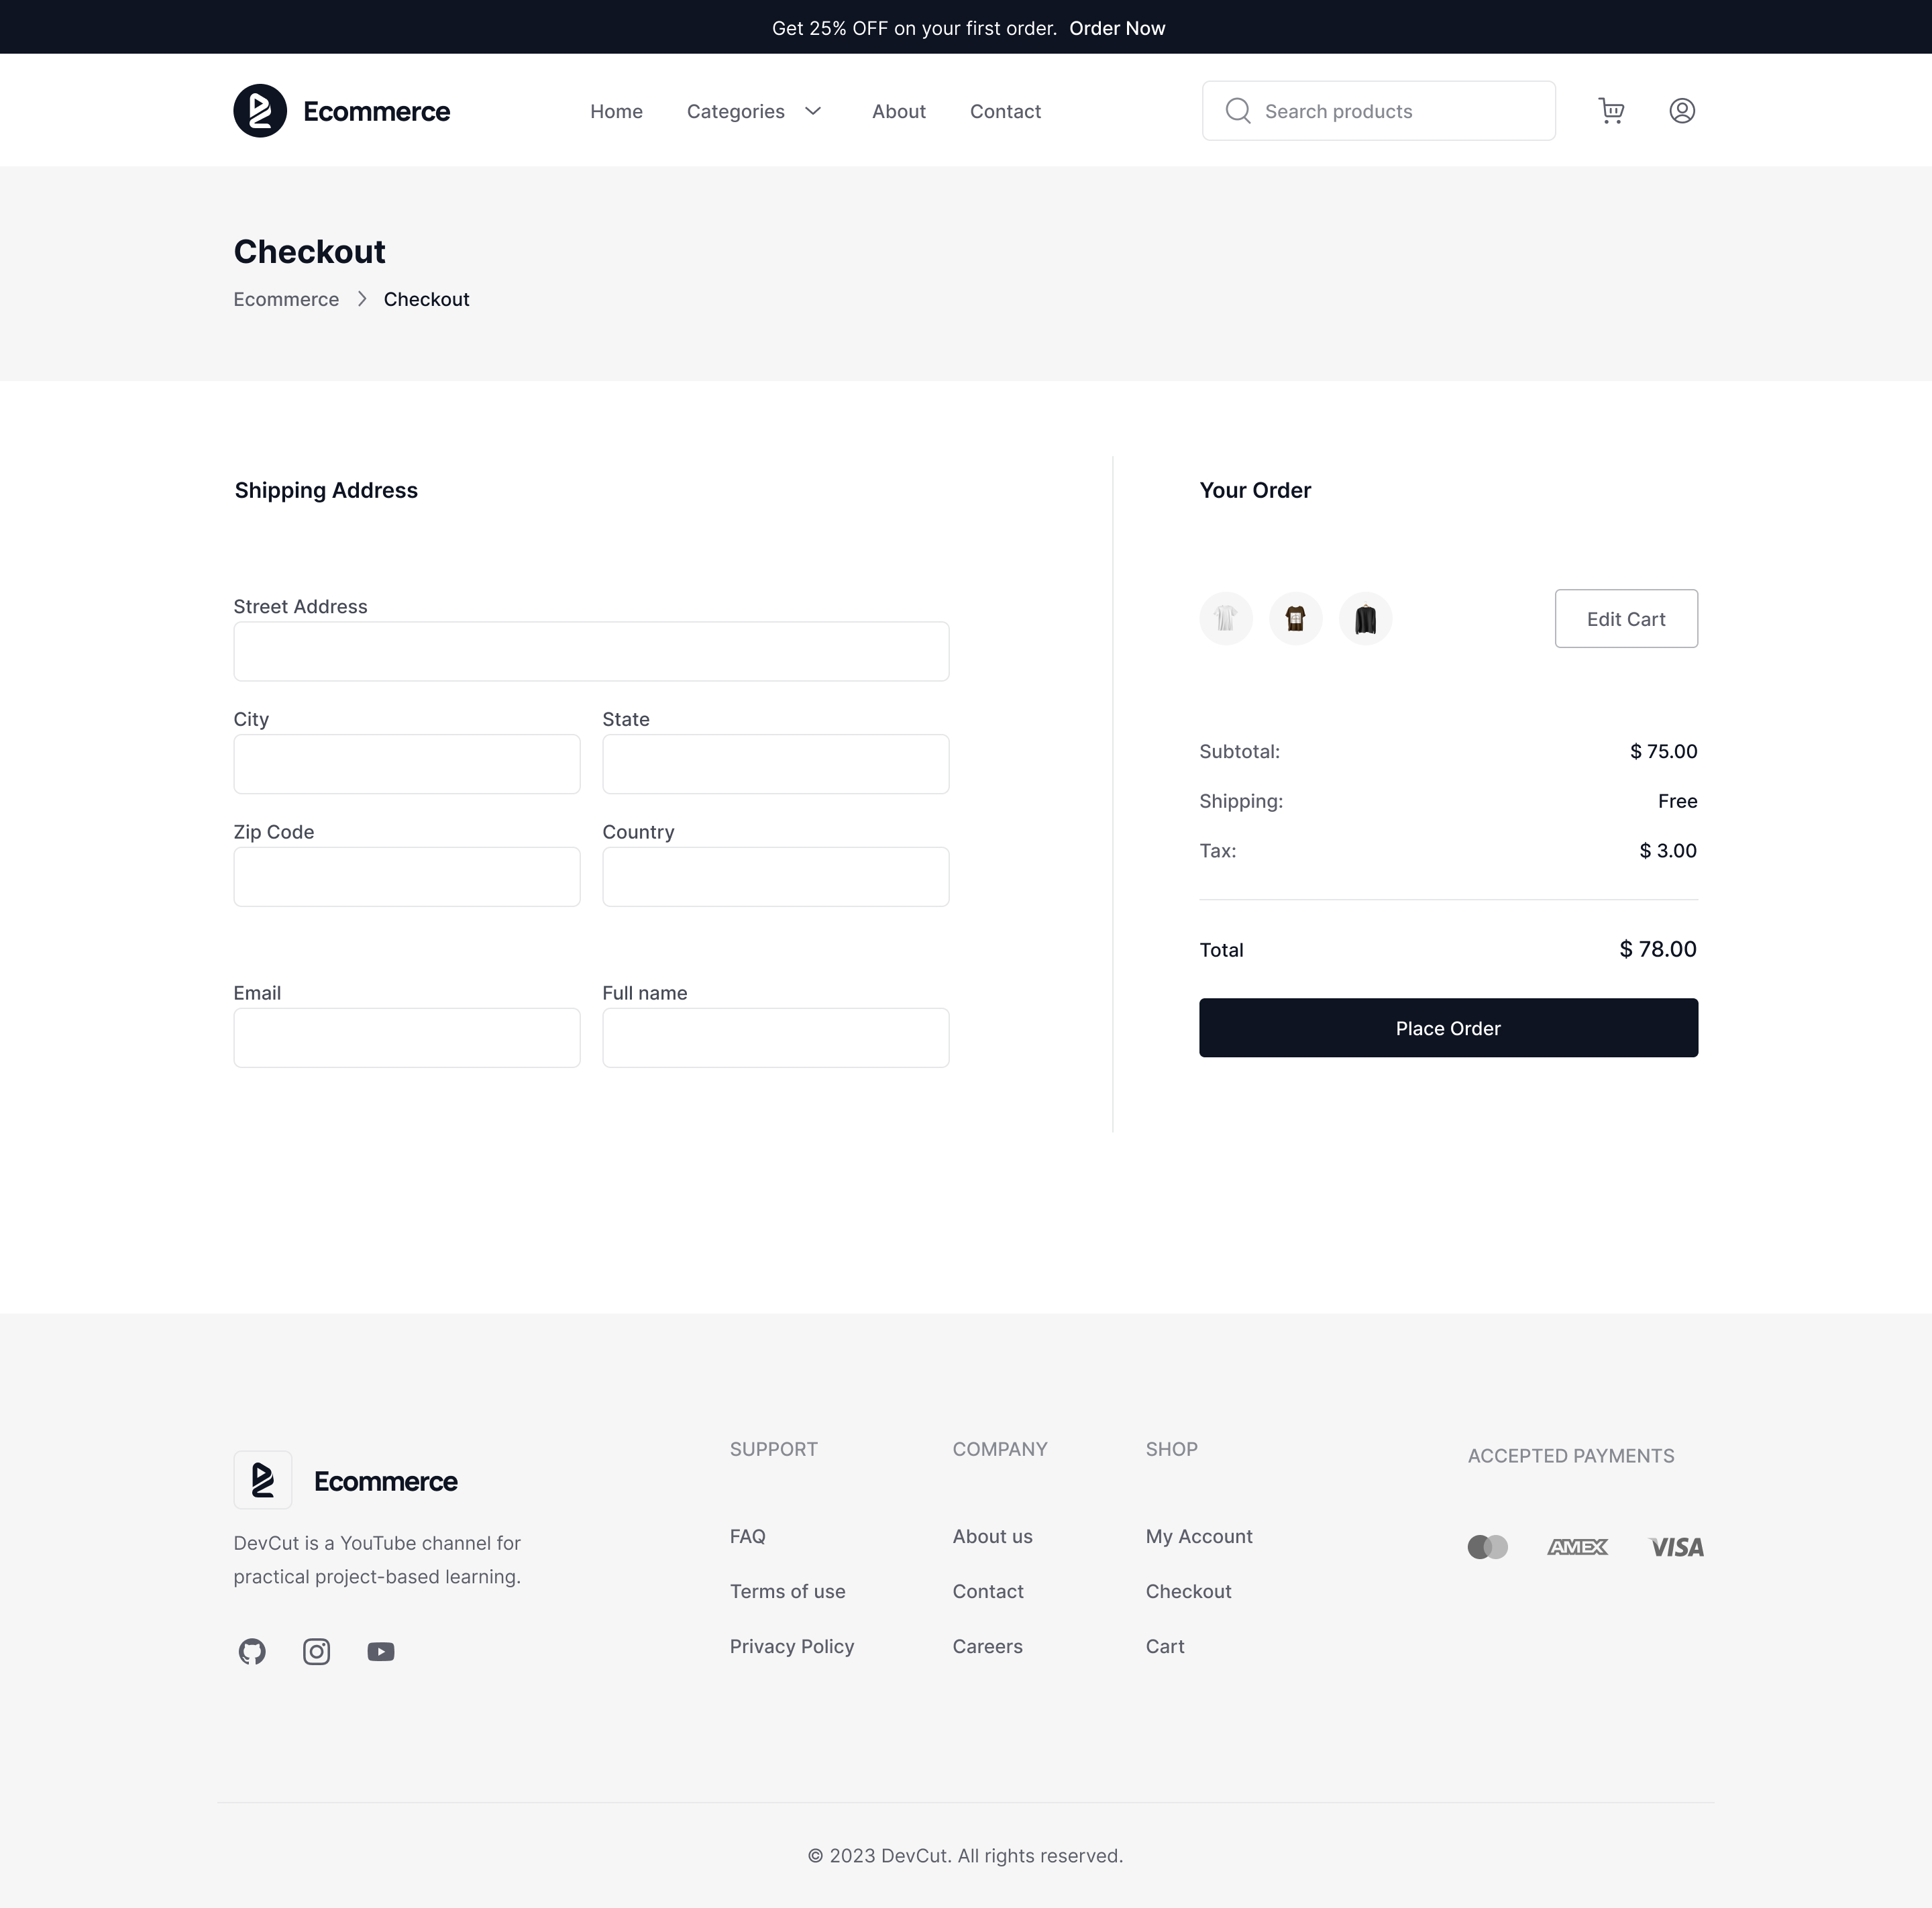 Get 25% OFF on your first order. Order Now
Ecommerce
Home Categories About Contact
Search products
Checkout
Ecommerce Checkout
Shipping Address
Street Address
City State
Zip Code Country
Email Full name
Your Order
Edit Cart
Subtotal: $ 75.00
Shipping: Free
Tax: $ 3.00
Total $ 78.00
Place Order
Ecommerce
DevCut is a YouTube channel for
practical project-based learning.
SUPPORT
FAQ
Terms of use
Privacy Policy
COMPANY
About us
Contact
Careers
SHOP
My Account
Checkout
Cart
ACCEPTED PAYMENTS
AMEX VISA
© 2023 DevCut. All rights reserved.